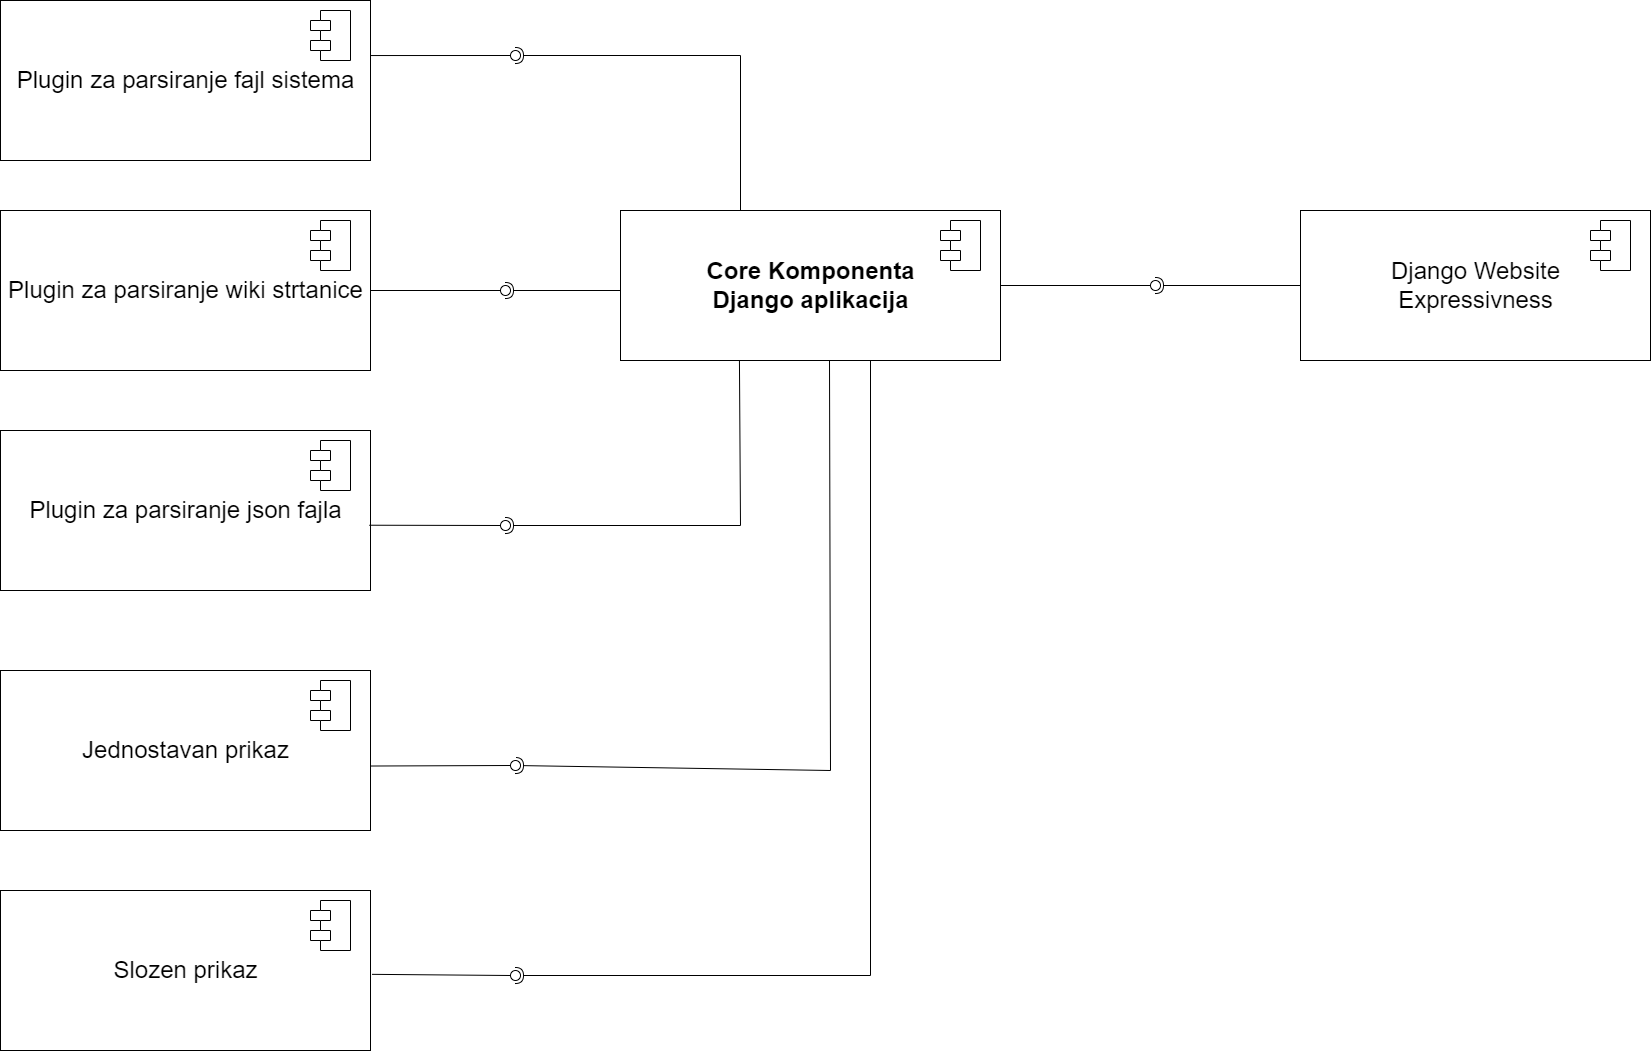 Plugin za parsiranje fajl sistema
Plugin za parsiranje wiki strtanice
Core Komponenta
Django aplikacija
Django Website
Expressivness
Plugin za parsiranje json fajla
Jednostavan prikaz
Slozen prikaz